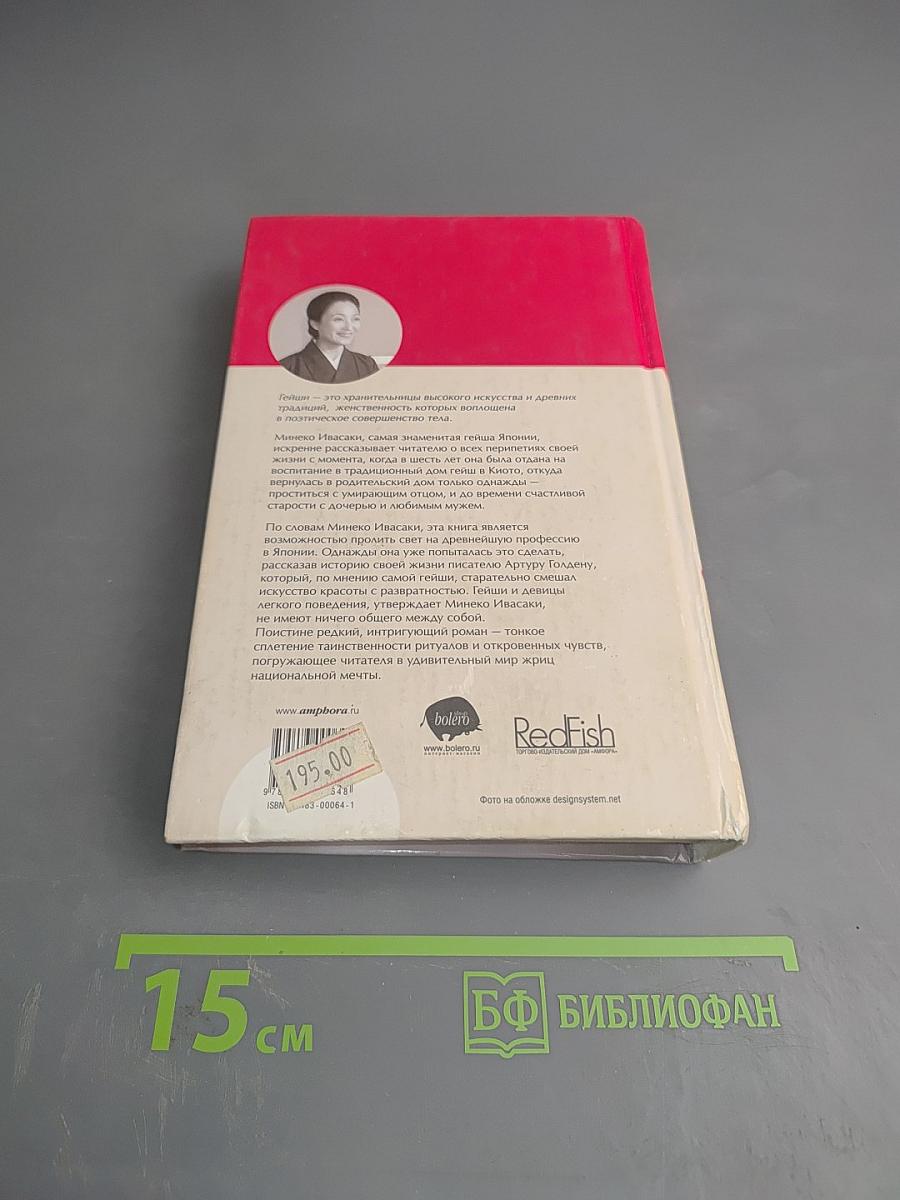 Гейши — это хранительницы высокого искусства и древних
традиций, женственность которых воплощена
в поэтическое совершенство тела.
Минеко Ивасаки, самая знаменитая гейша Японии,
искренне рассказывает читателю о всех перипетиях своей
жизни с момента, когда в шесть лет она была отдана на
воспитание в традиционный дом гейш в Киото, откуда
вернулась в родительский дом только однажды —
проститься с умирающим отцом, и до времени счастливой
старости с дочерью и любимым мужем.
По словам Минеко Ивасаки, эта книга является
возможностью пролить свет на древнейшую профессию
в Японии. Однажды она уже попыталась это сделать,
рассказав историю своей жизни писателю Артуру Голдену,
который, по мнению самой гейши, старательно смешал
искусство красоты с развратностью. Гейши и девицы
легкого поведения, утверждает Минеко Ивасаки,
не имеют ничего общего между собой.
Поистине редкий, интригующий роман — тонкое
сплетение таинственности ритуалов и откровенных чувств,
погружающее читателя в удивительный мир жриц
национальной мечты.
www.amphora.ru
bolero
www.bolero.ru
интернет-магазин
RedFish
ТОРГОВО-ИЗДАТЕЛЬСКИЙ ДОМ «АМФОРА»
195.00
ISBN 83-00064-1
Фото на обложке designsystem.net
15 см
БФ БИБЛИОФАН